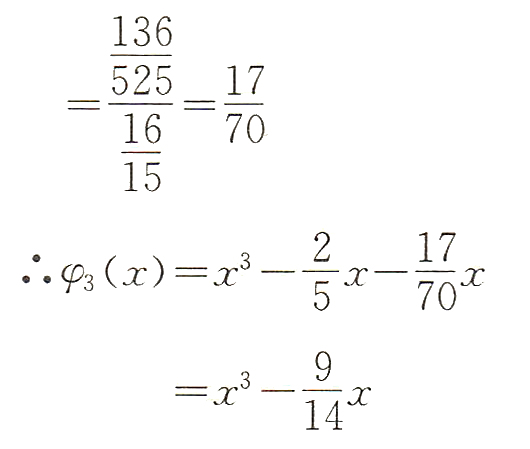 = (136/525)/(16/15) = 17/70
∴φ₃(x)=x³−2/5 x−17/70 x
=x³−9/14 x